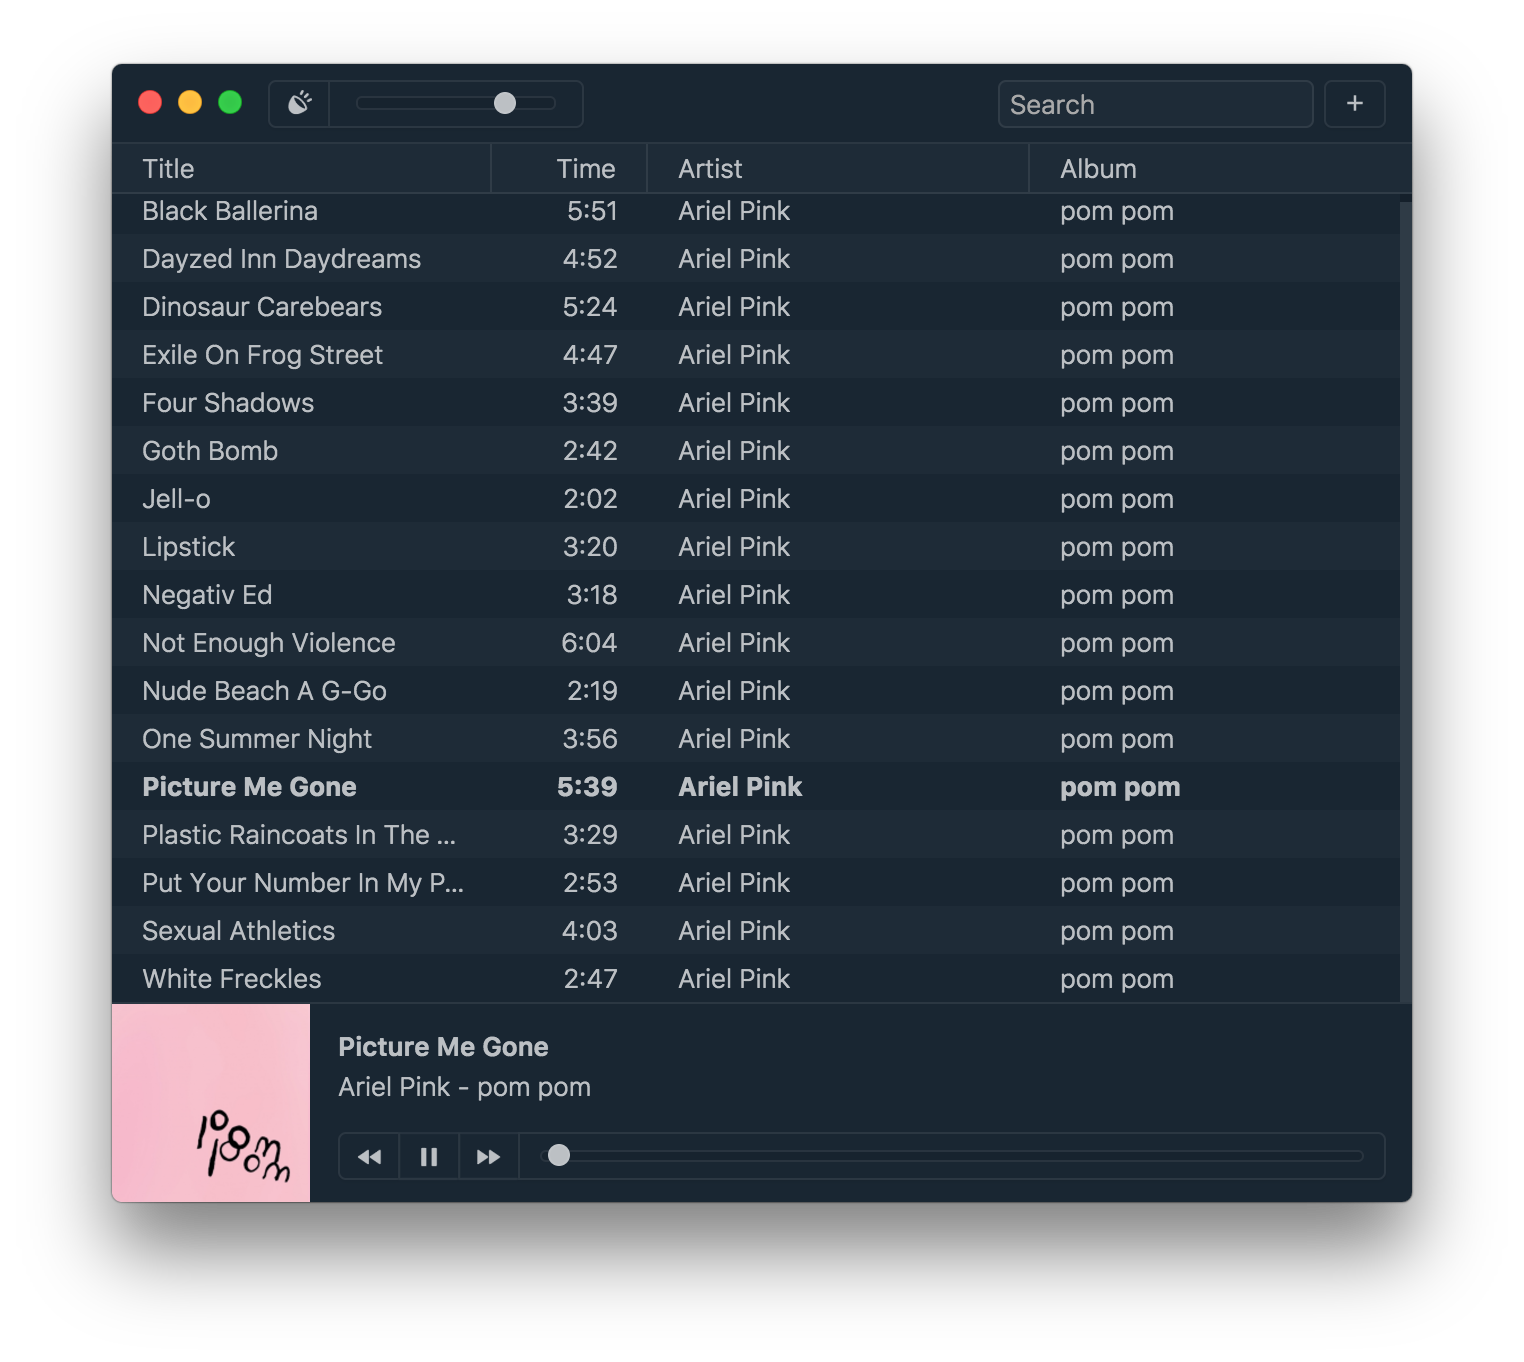 Search +
Title Time Artist Album
Black Ballerina 5:51 Ariel Pink pom pom
Dayzed Inn Daydreams 4:52 Ariel Pink pom pom
Dinosaur Carebears 5:24 Ariel Pink pom pom
Exile On Frog Street 4:47 Ariel Pink pom pom
Four Shadows 3:39 Ariel Pink pom pom
Goth Bomb 2:42 Ariel Pink pom pom
Jell-o 2:02 Ariel Pink pom pom
Lipstick 3:20 Ariel Pink pom pom
Negativ Ed 3:18 Ariel Pink pom pom
Not Enough Violence 6:04 Ariel Pink pom pom
Nude Beach A G-Go 2:19 Ariel Pink pom pom
One Summer Night 3:56 Ariel Pink pom pom
Picture Me Gone 5:39 Ariel Pink pom pom
Plastic Raincoats In The ... 3:29 Ariel Pink pom pom
Put Your Number In My P... 2:53 Ariel Pink pom pom
Sexual Athletics 4:03 Ariel Pink pom pom
White Freckles 2:47 Ariel Pink pom pom
Picture Me Gone
Ariel Pink - pom pom
pom
pom